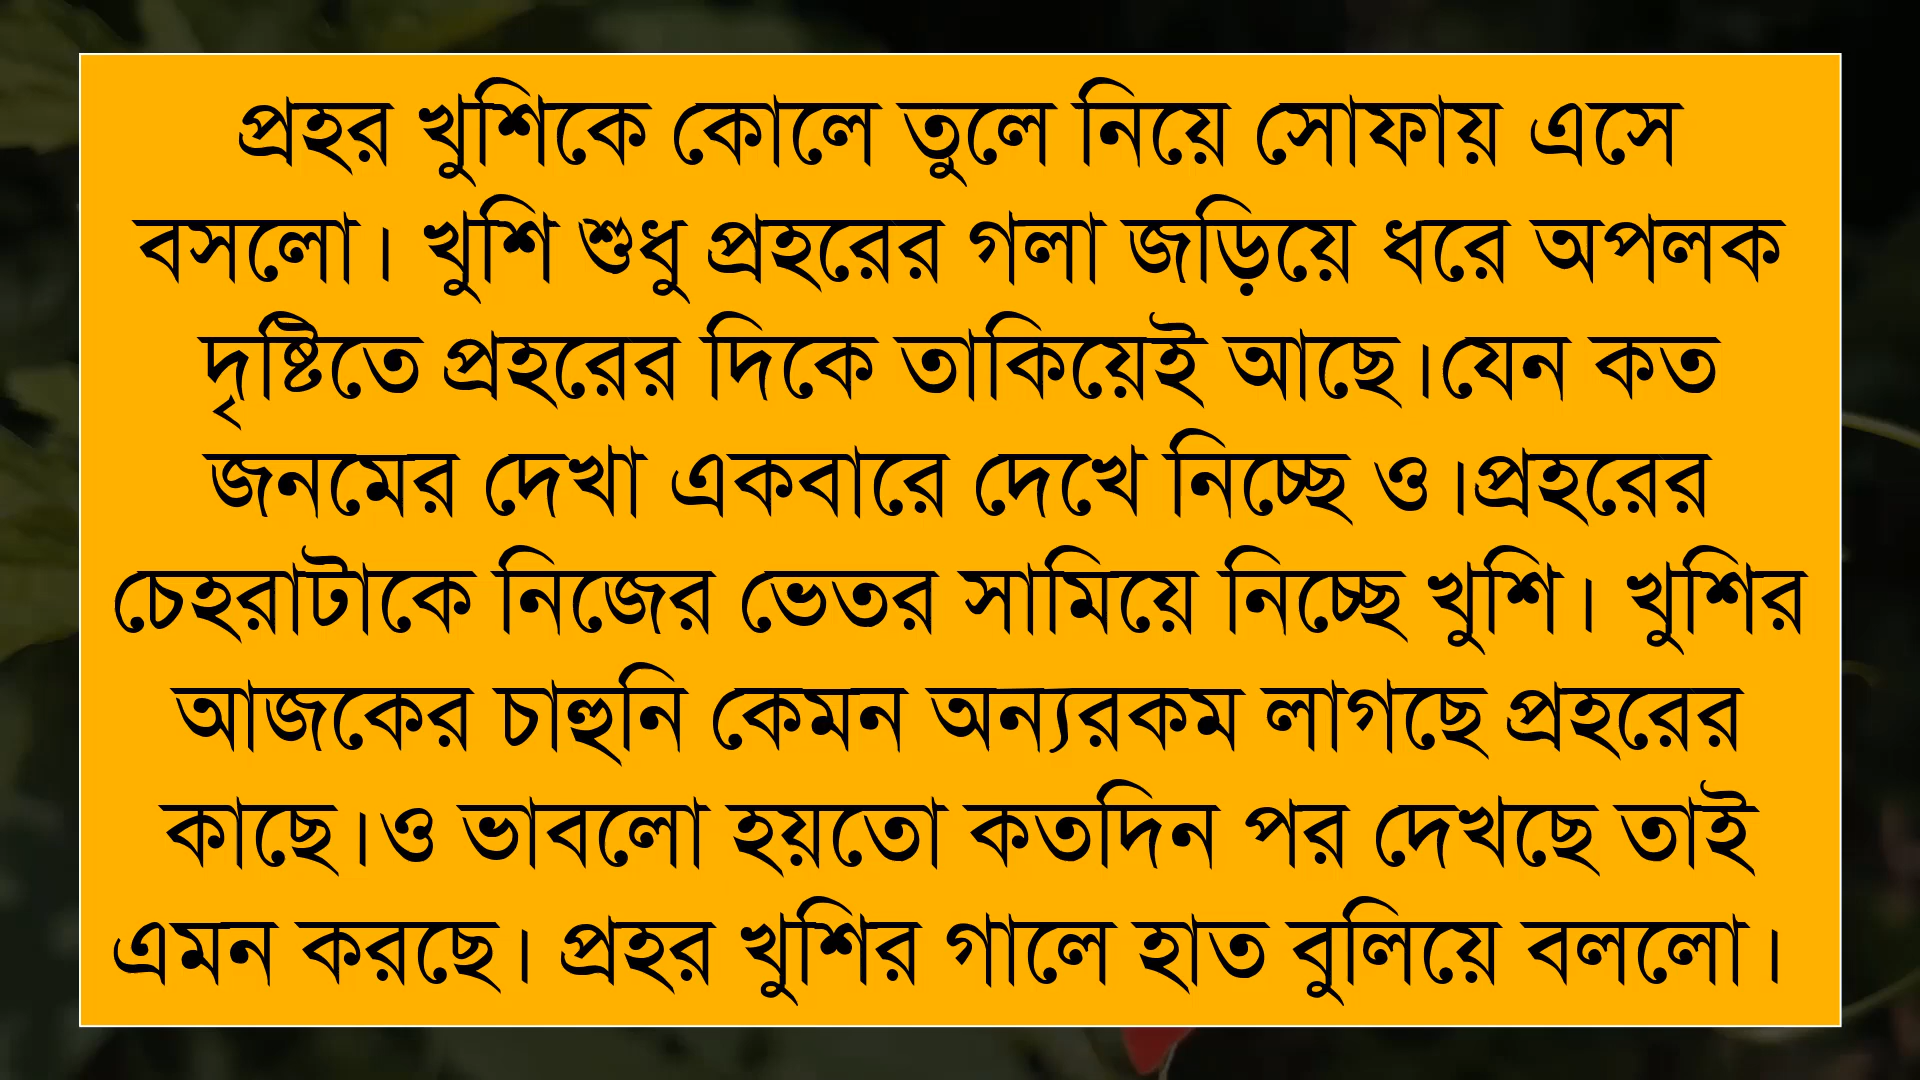 প্রহর খুশিকে কোলে তুলে নিয়ে সোফায় এসে
বসলো। খুশি শুধু প্রহরের গলা জড়িয়ে ধরে অপলক
দৃষ্টিতে প্রহরের দিকে তাকিয়েই আছে।যেন কত
জনমের দেখা একবারে দেখে নিচ্ছে ও।প্রহরের
চেহরাটাকে নিজের ভেতর সামিয়ে নিচ্ছে খুশি। খুশির
আজকের চাহুনি কেমন অন্যরকম লাগছে প্রহরের
কাছে।ও ভাবলো হয়তো কতদিন পর দেখছে তাই
এমন করছে। প্রহর খুশির গালে হাত বুলিয়ে বললো।